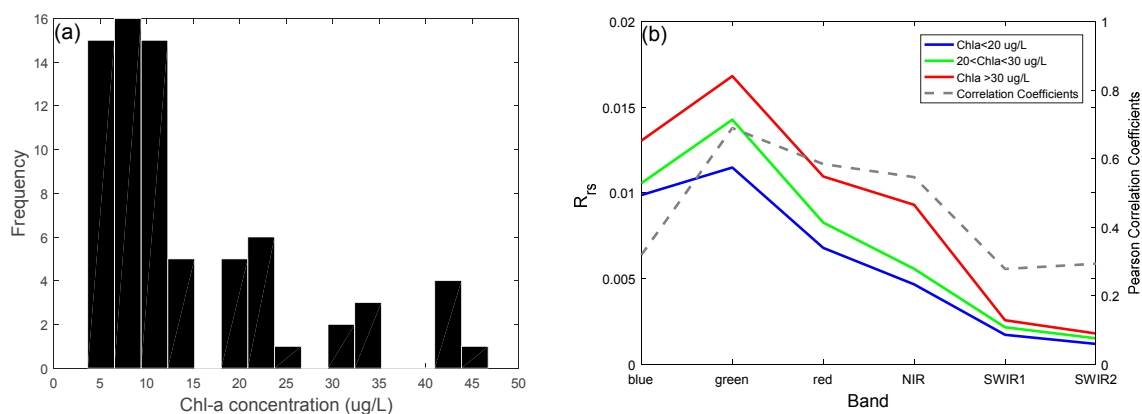 (a)
16
14
12
10
8
6
4
2
0
Frequency
0 5 10 15 20 25 30 35 40 45 50
Chl-a concentration (ug/L)
(b)
0.02
0.015
0.01
0.005
0
R_rs
Chla<20 ug/L
20<Chla<30 ug/L
Chla >30 ug/L
Correlation Coefficients
1
0.8
0.6
0.4
0.2
0
Pearson Correlation Coefficients
blue green red NIR SWIR1 SWIR2
Band